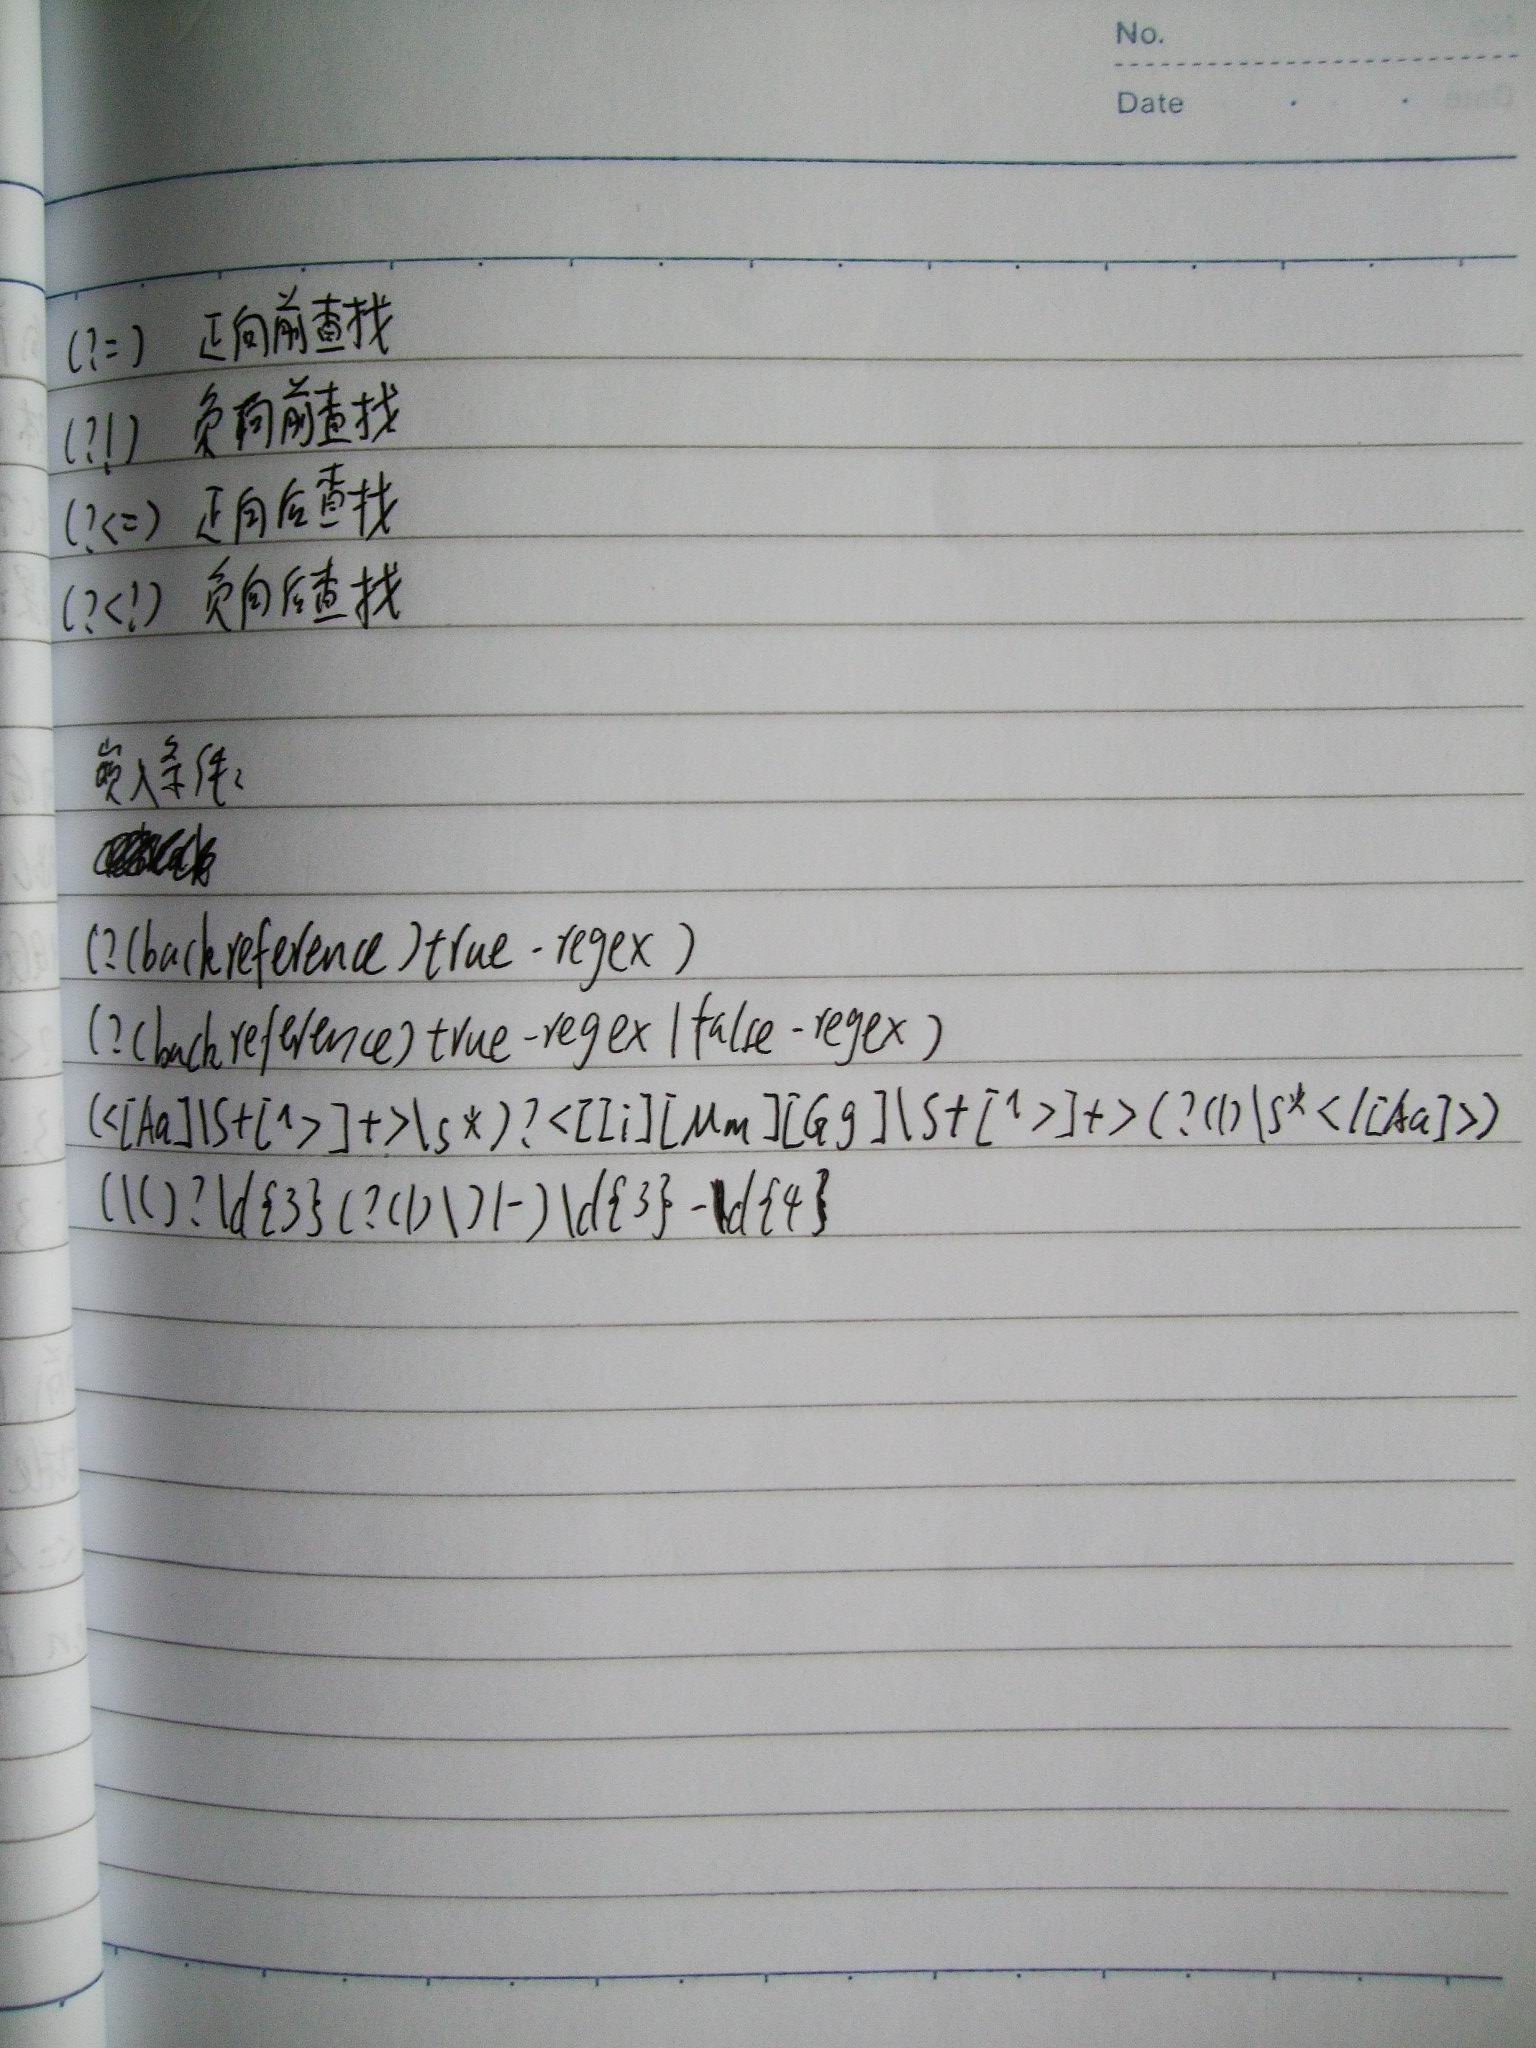 No.
Date
(?=) 正向前查找
(?!) 负向前查找
(?<=) 正向后查找
(?<!) 负向后查找
嵌入条件:
(?(backreference)true-regex)
(?(backreference)true-regex|false-regex)
(<[Aa]\s+[^>]+>\s*)?<[Ii][Mm][Gg]\s+[^>]+>(?(1)\s*</[Aa]>)
(\()?\d{3}(?(1)\)|-)\d{3}-\d{4}